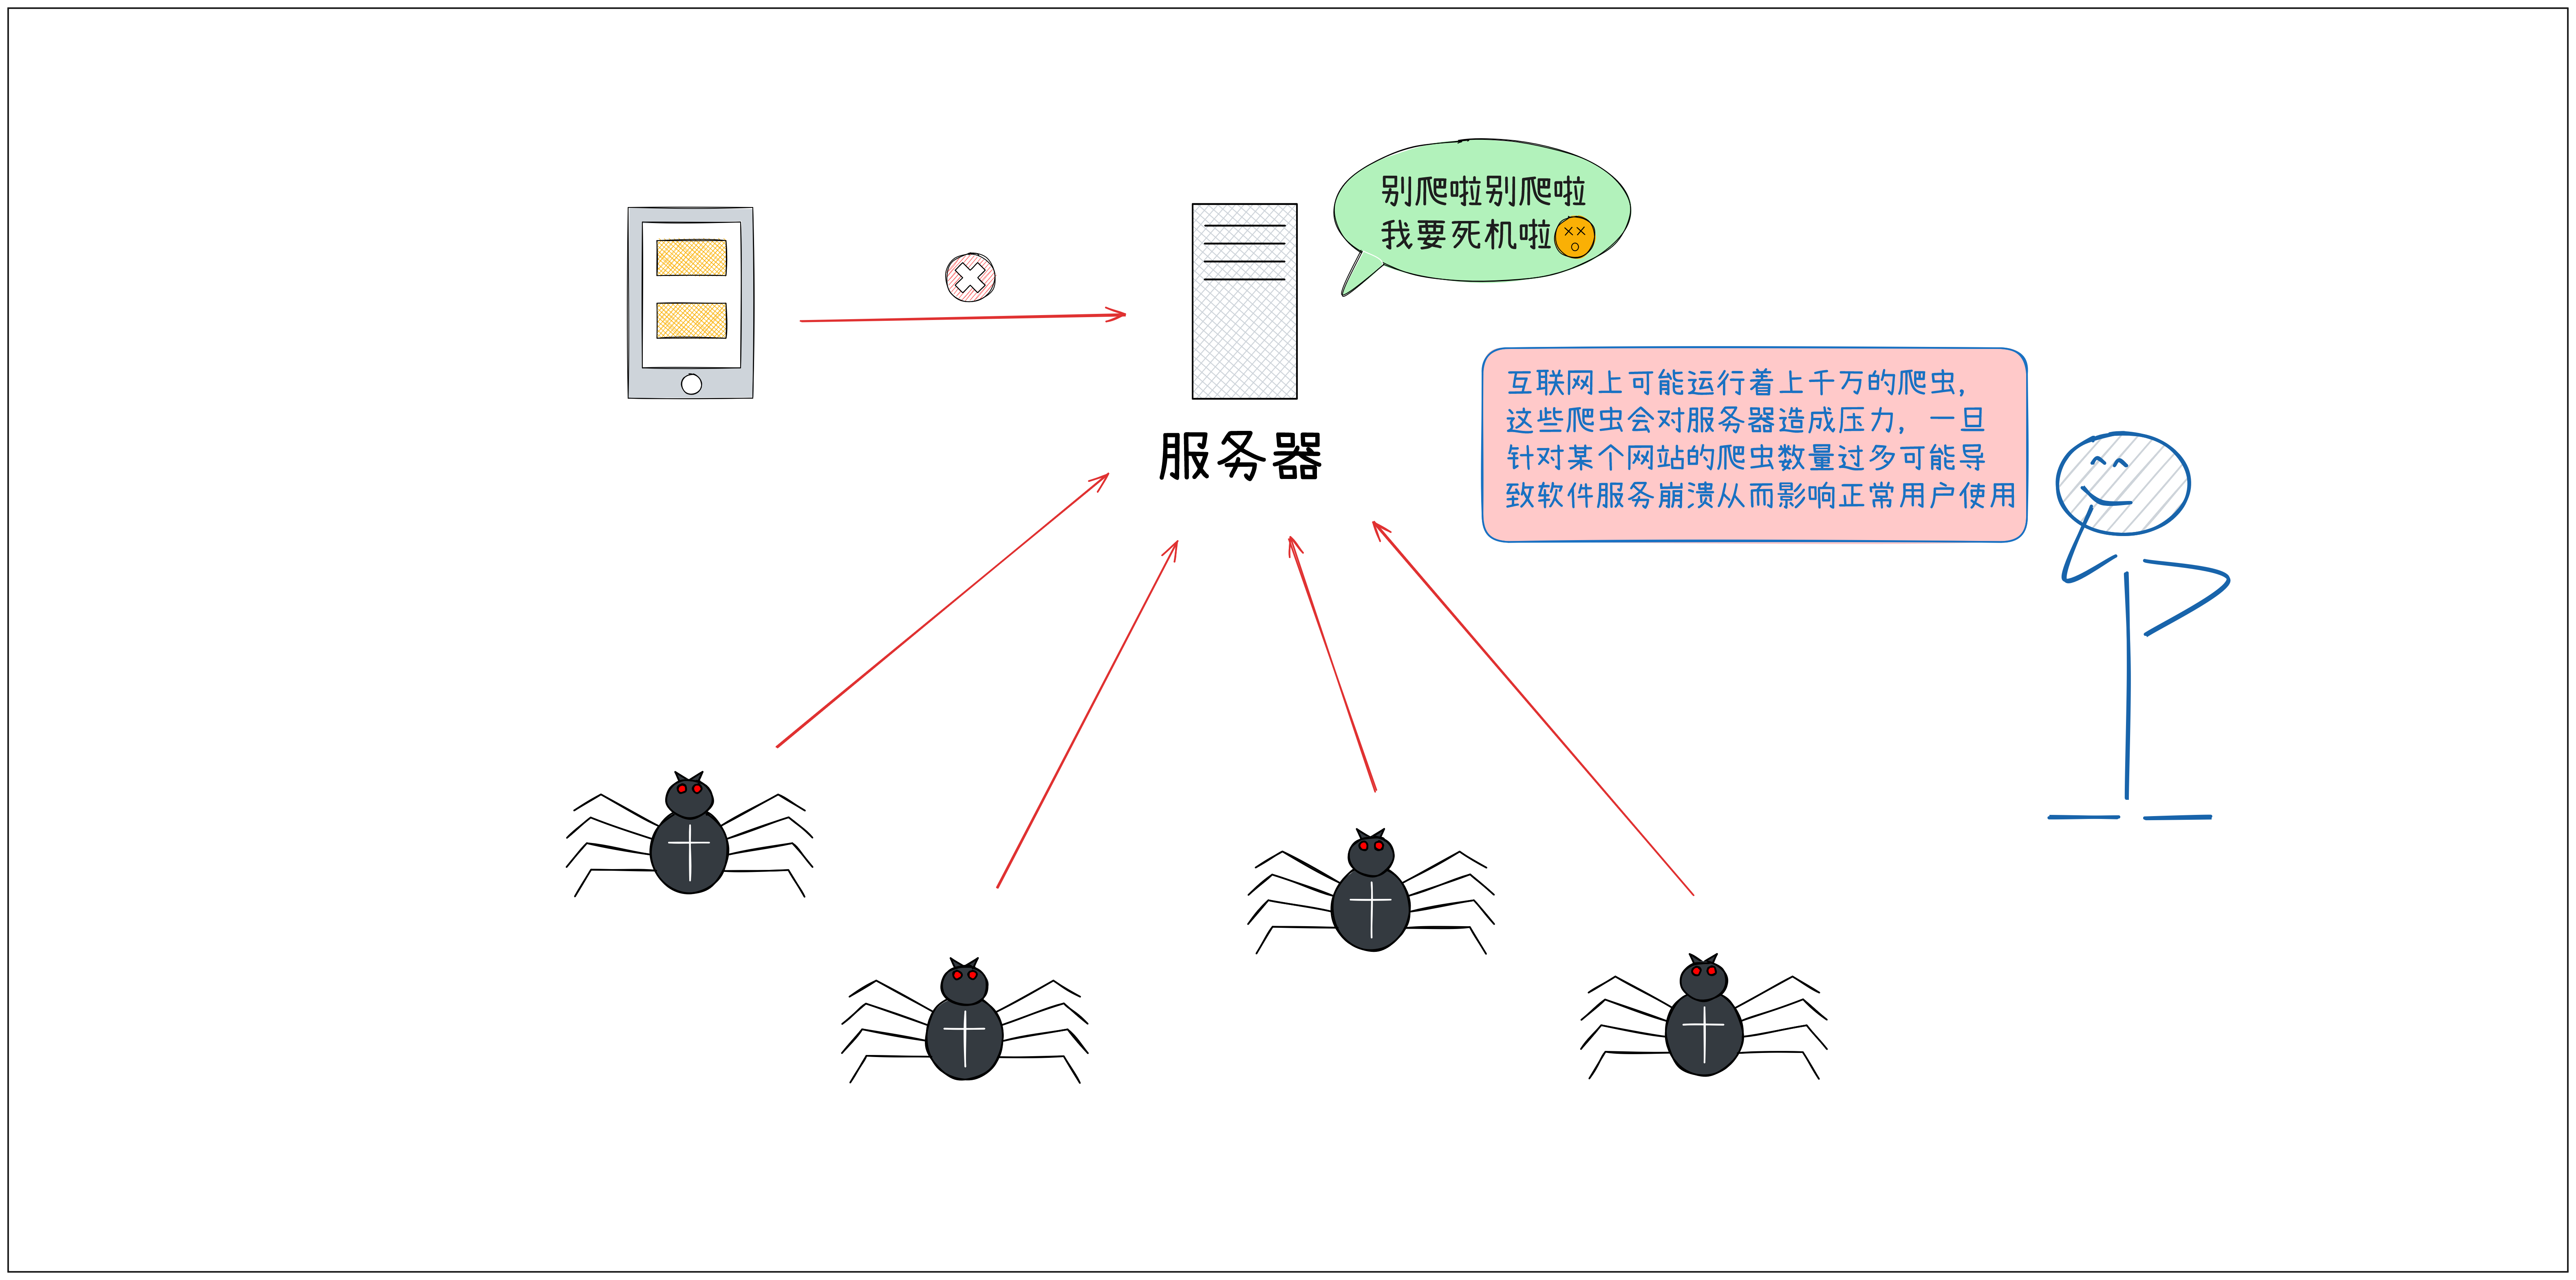 别爬啦别爬啦
我要死机啦
服务器
互联网上可能运行着上千万的爬虫，
这些爬虫会对服务器造成压力，一旦
针对某个网站的爬虫数量过多可能导
致软件服务崩溃从而影响正常用户使用